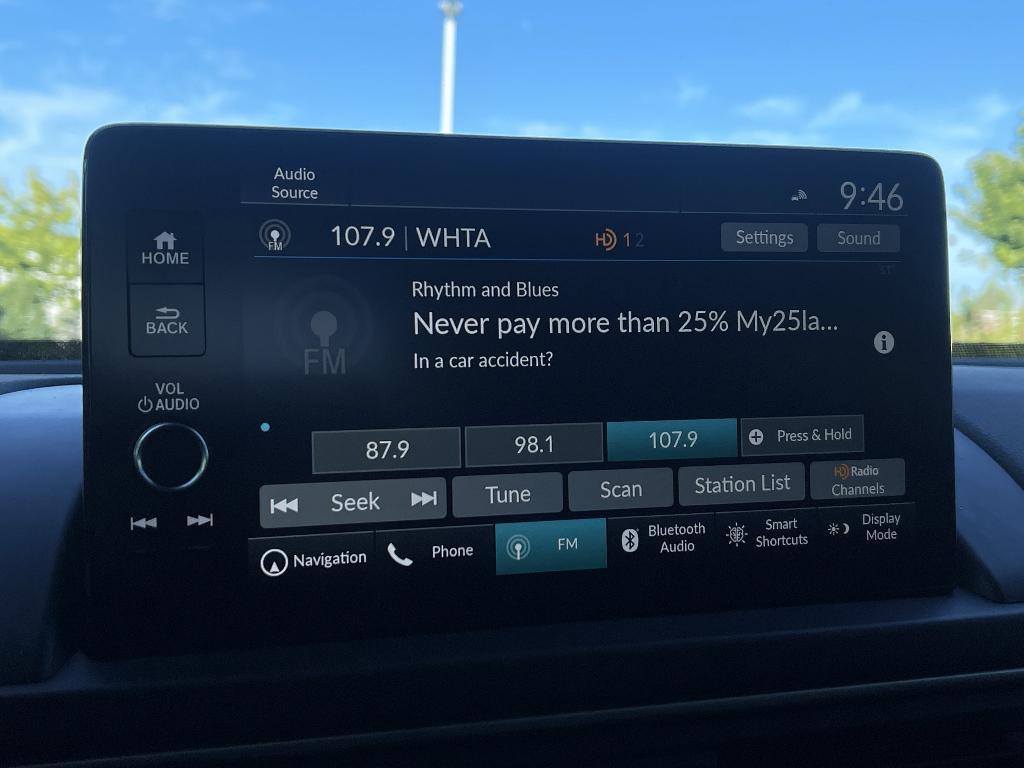 Audio
Source
9:46
FM
107.9 | WHTA
HD 1 2
Settings
Sound
HOME
BACK
VOL
AUDIO
FM
Rhythm and Blues
Never pay more than 25% My25la...
In a car accident?
87.9
98.1
107.9
Press & Hold
Seek
Tune
Scan
Station List
HD Radio
Channels
Navigation
Phone
FM
Bluetooth
Audio
Smart
Shortcuts
Display
Mode